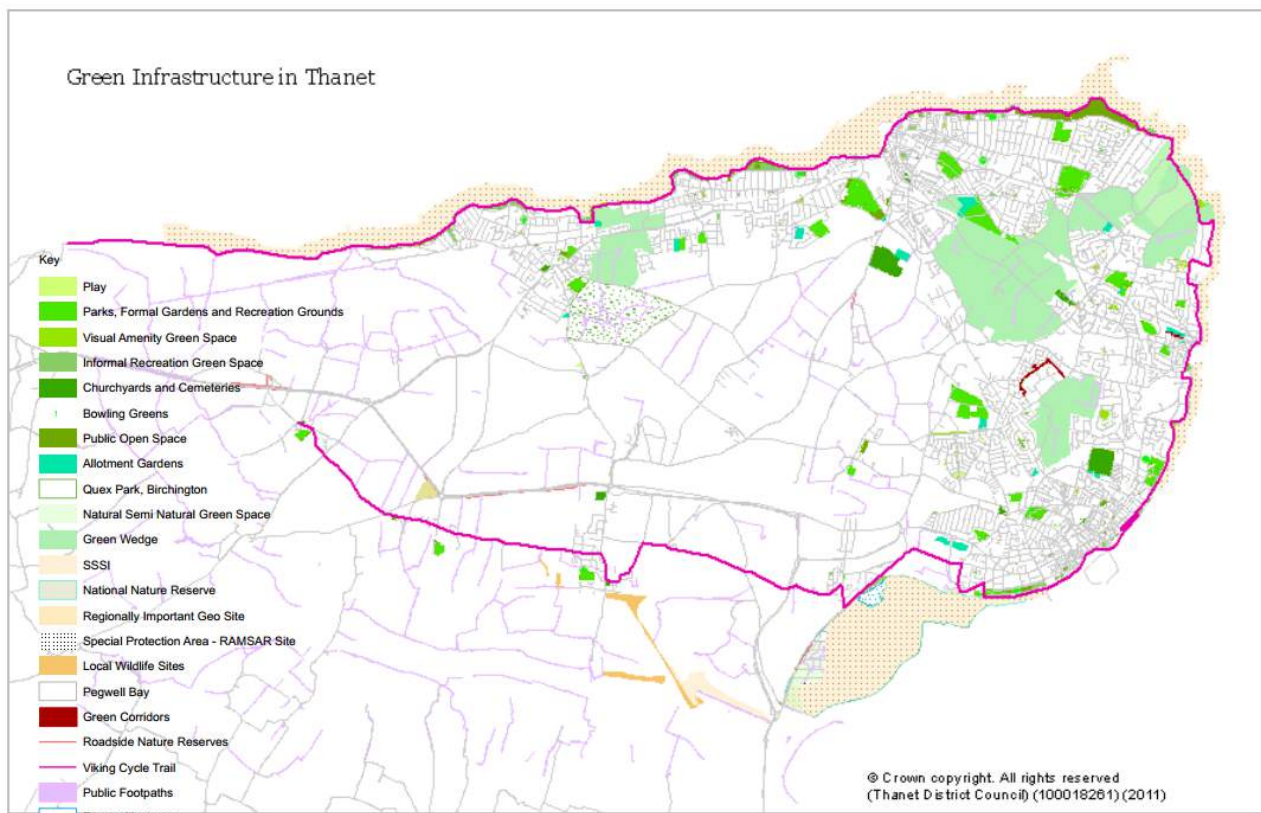 Green Infrastructure in Thanet
Key
Play
Parks, Formal Gardens and Recreation Grounds
Visual Amenity Green Space
Informal Recreation Green Space
Churchyards and Cemeteries
Bowling Greens
Public Open Space
Allotment Gardens
Quex Park, Birchington
Natural Semi Natural Green Space
Green Wedge
SSSI
National Nature Reserve
Regionally Important Geo Site
Special Protection Area - RAMSAR Site
Local Wildlife Sites
Pegwell Bay
Green Corridors
Roadside Nature Reserves
Viking Cycle Trail
Public Footpaths
© Crown copyright. All rights reserved
(Thanet District Council) (100018261) (2011)